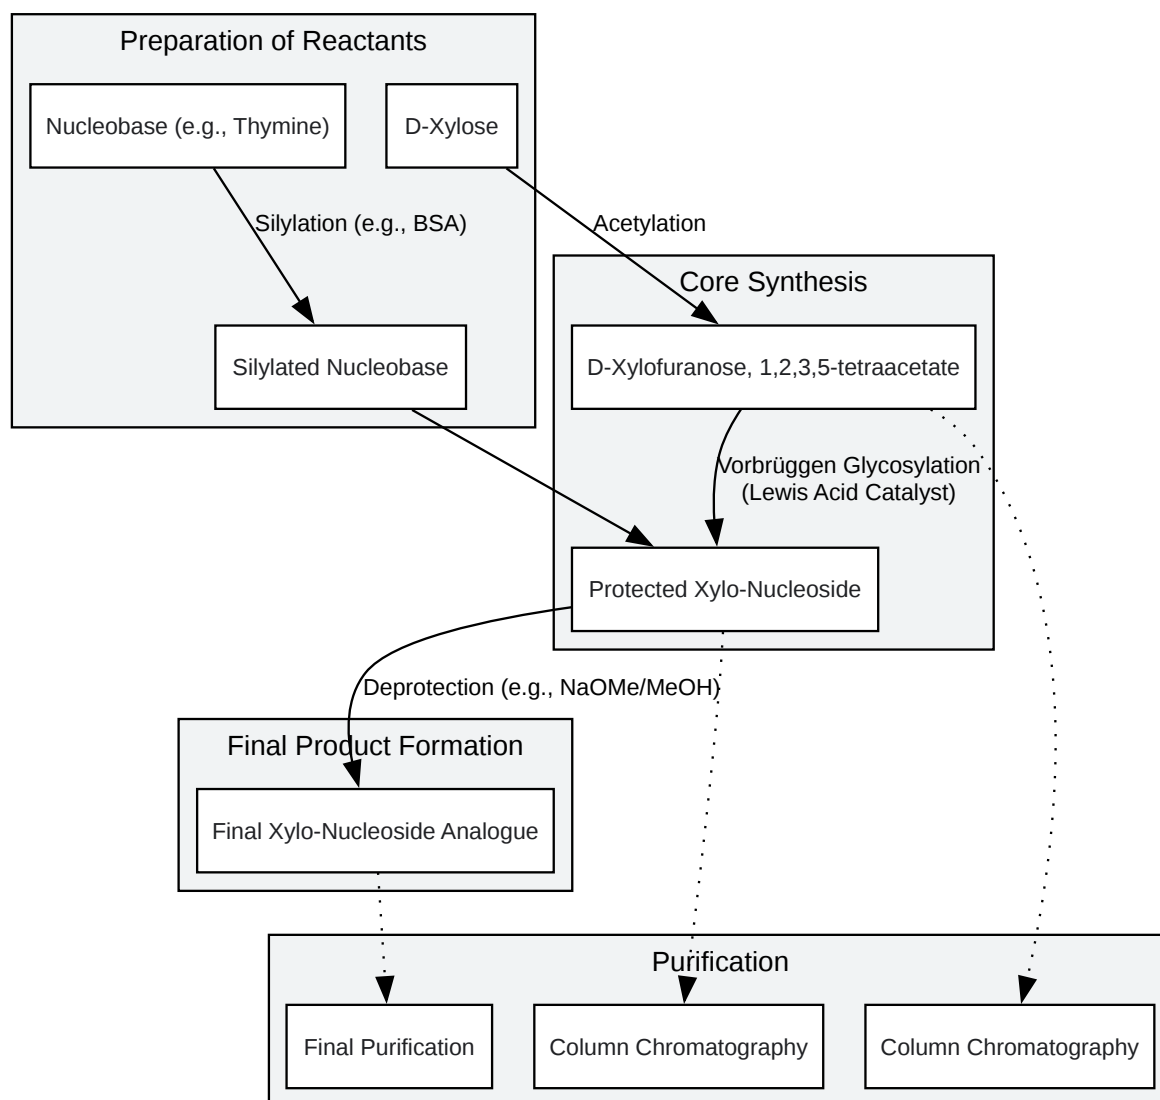 Preparation of Reactants
Nucleobase (e.g., Thymine)
D-Xylose
Silylation (e.g., BSA)
Acetylation
Core Synthesis
Silylated Nucleobase
D-Xylofuranose, 1,2,3,5-tetraacetate
Vorbrüggen Glycosylation
(Lewis Acid Catalyst)
Protected Xylo-Nucleoside
Deprotection (e.g., NaOMe/MeOH)
Final Product Formation
Final Xylo-Nucleoside Analogue
Purification
Final Purification
Column Chromatography
Column Chromatography